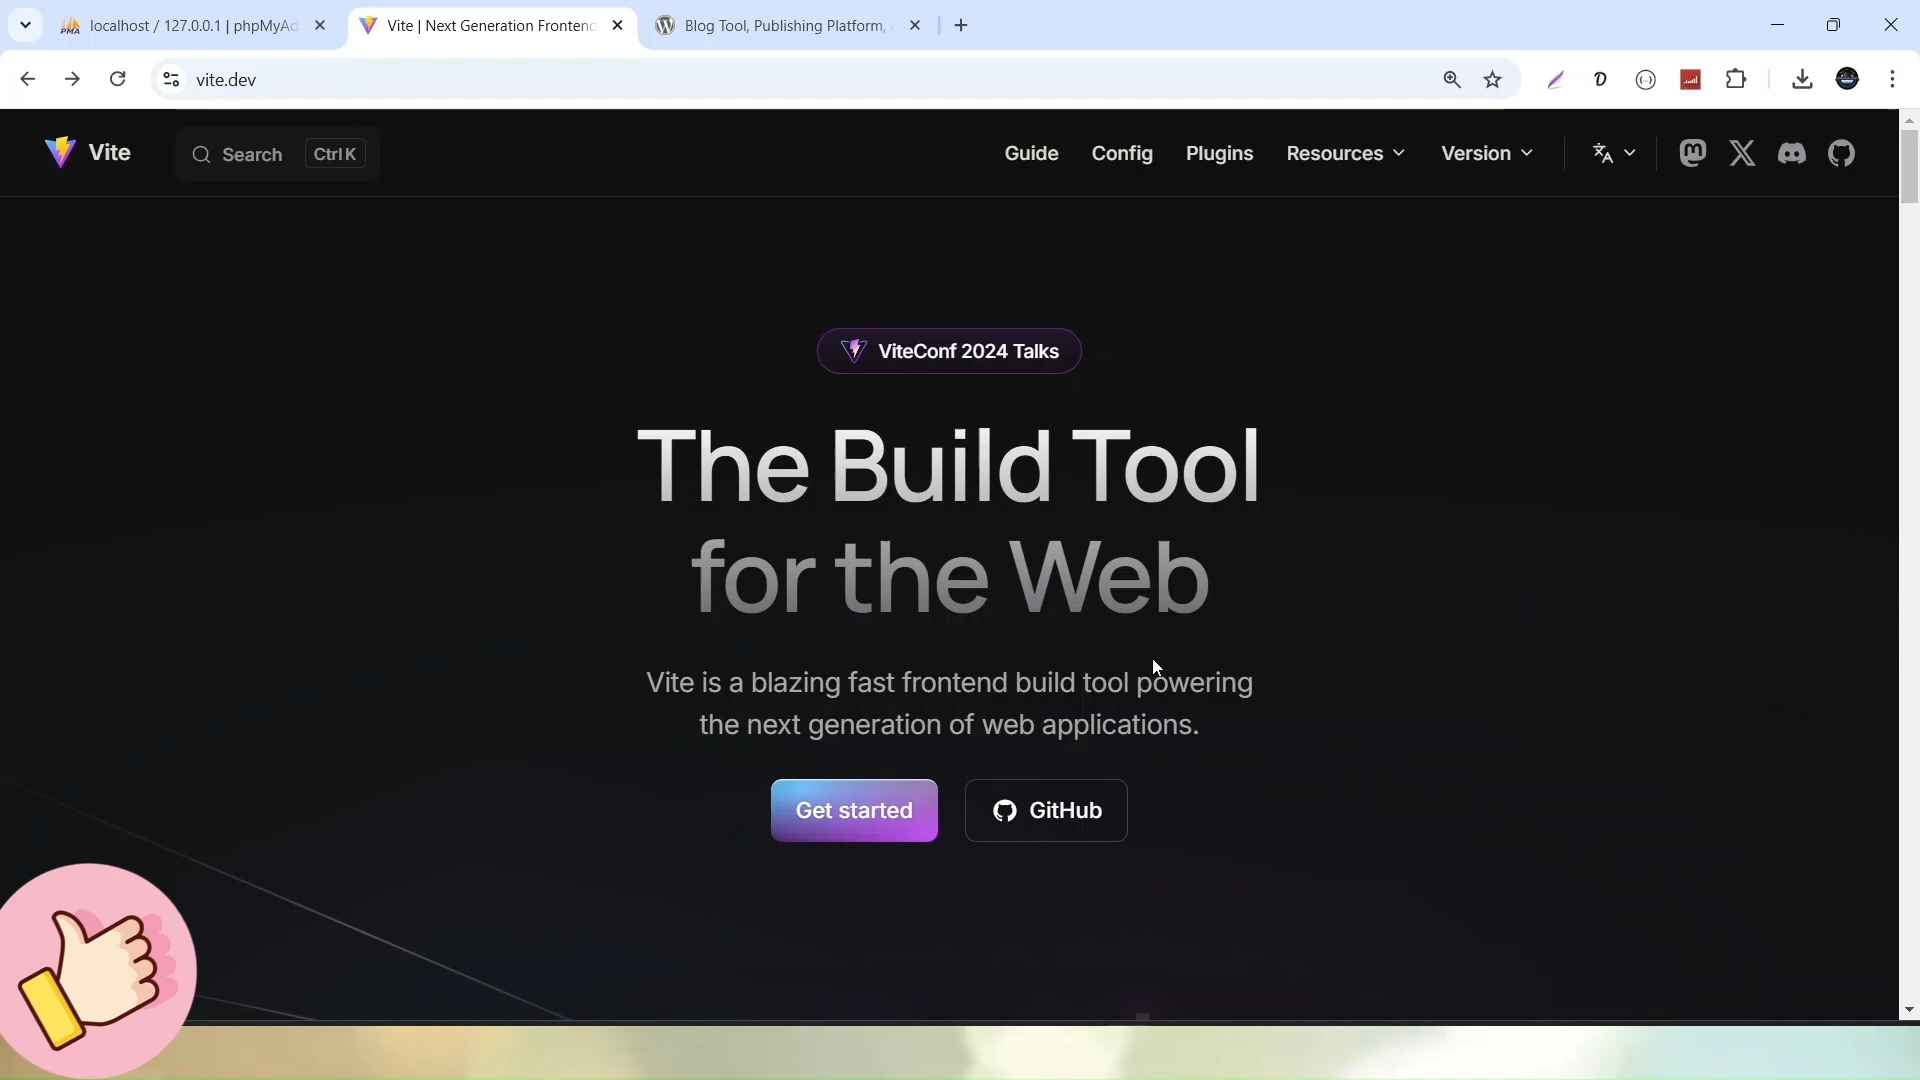 localhost / 127.0.0.1 | phpMyAd
Vite | Next Generation Frontend
Blog Tool, Publishing Platform,
vite.dev
Vite
Search
Ctrl K
Guide
Config
Plugins
Resources
Version
ViteConf 2024 Talks
The Build Tool
for the Web
Vite is a blazing fast frontend build tool powering
the next generation of web applications.
Get started
GitHub